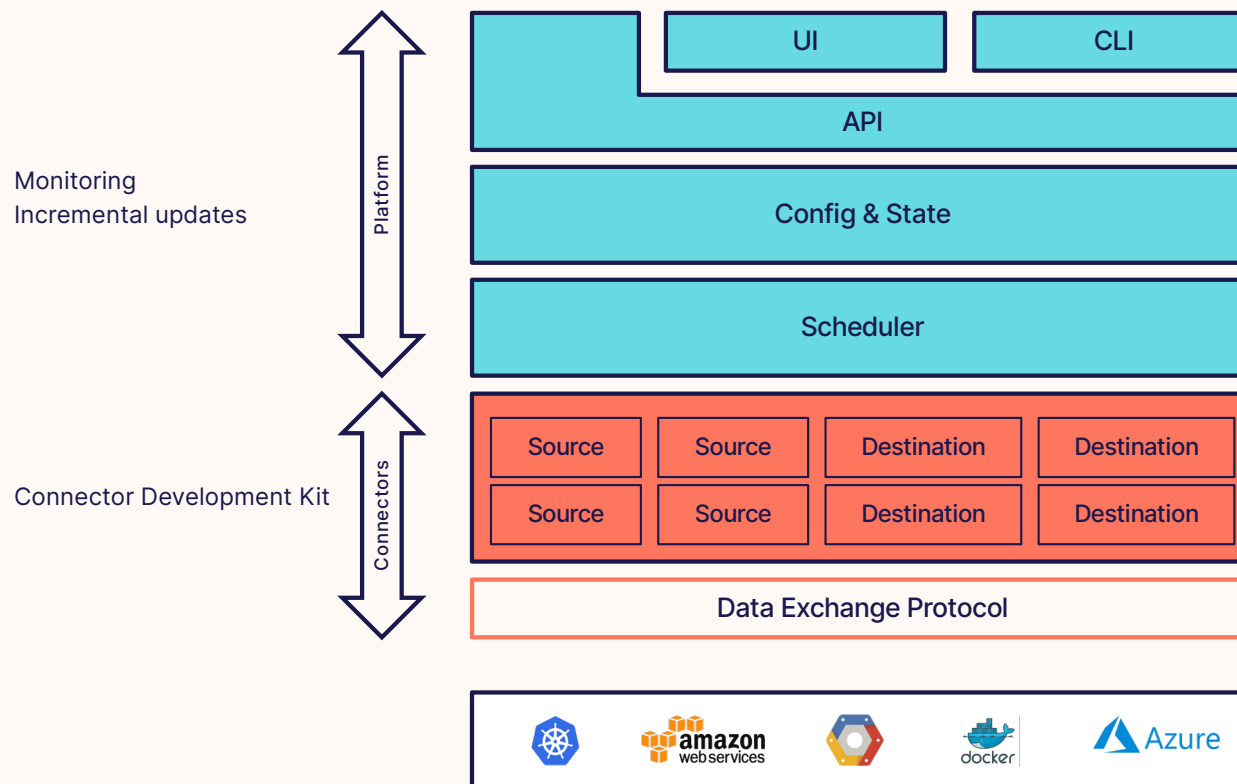 UI
CLI
API
Monitoring
Incremental updates
Platform
Config & State
Scheduler
Connector Development Kit
Connectors
Source
Source
Destination
Destination
Source
Source
Destination
Destination
Data Exchange Protocol
amazon
web services
docker
Azure